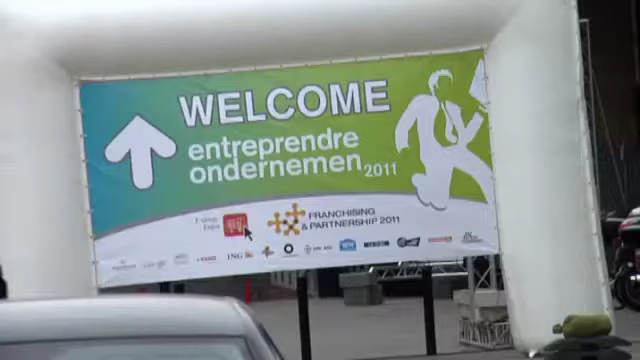 WELCOME
entreprendre
ondernemen 2011
FRANCHISING
& PARTNERSHIP 2011
ING